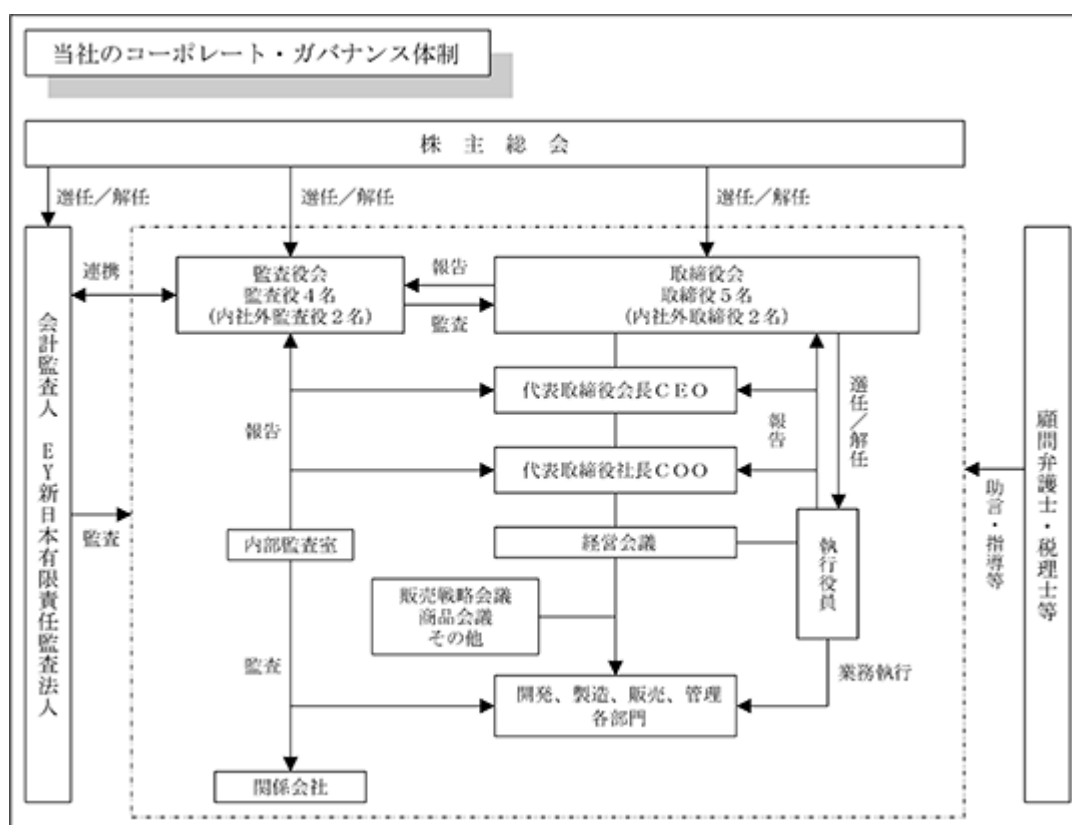 当社のコーポレート・ガバナンス体制
株主総会
選任／解任
選任／解任
選任／解任
監査役会
監査役４名
(内社外監査役２名)
連携
報告
監査
取締役会
取締役５名
(内社外取締役２名)
代表取締役会長ＣＥＯ
選任／解任
報告
報告
代表取締役社長ＣＯＯ
会計監査人　ＥＹ新日本有限責任監査法人
監査
内部監査室
経営会議
執行役員
顧問弁護士・税理士等
助言・指導等
販売戦略会議
商品会議
その他
監査
業務執行
開発、製造、販売、管理
各部門
関係会社